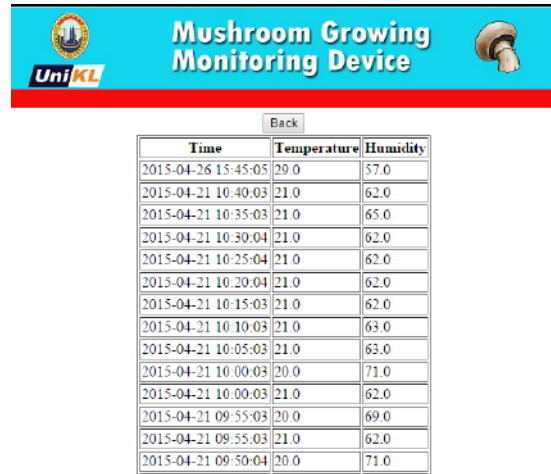 Mushroom Growing
Monitoring Device
UniKL
Back
Time Temperature Humidity
2015-04-26 15:45:05 29.0 57.0
2015-04-21 10:40:03 21.0 62.0
2015-04-21 10:35:03 21.0 65.0
2015-04-21 10:30:04 21.0 62.0
2015-04-21 10:25:04 21.0 62.0
2015-04-21 10:20:04 21.0 62.0
2015-04-21 10:15:03 21.0 62.0
2015-04-21 10:10:03 21.0 63.0
2015-04-21 10:05:03 21.0 63.0
2015-04-21 10:00:03 20.0 71.0
2015-04-21 10:00:03 21.0 62.0
2015-04-21 09:55:03 20.0 69.0
2015-04-21 09:55:03 21.0 62.0
2015-04-21 09:50:04 20.0 71.0